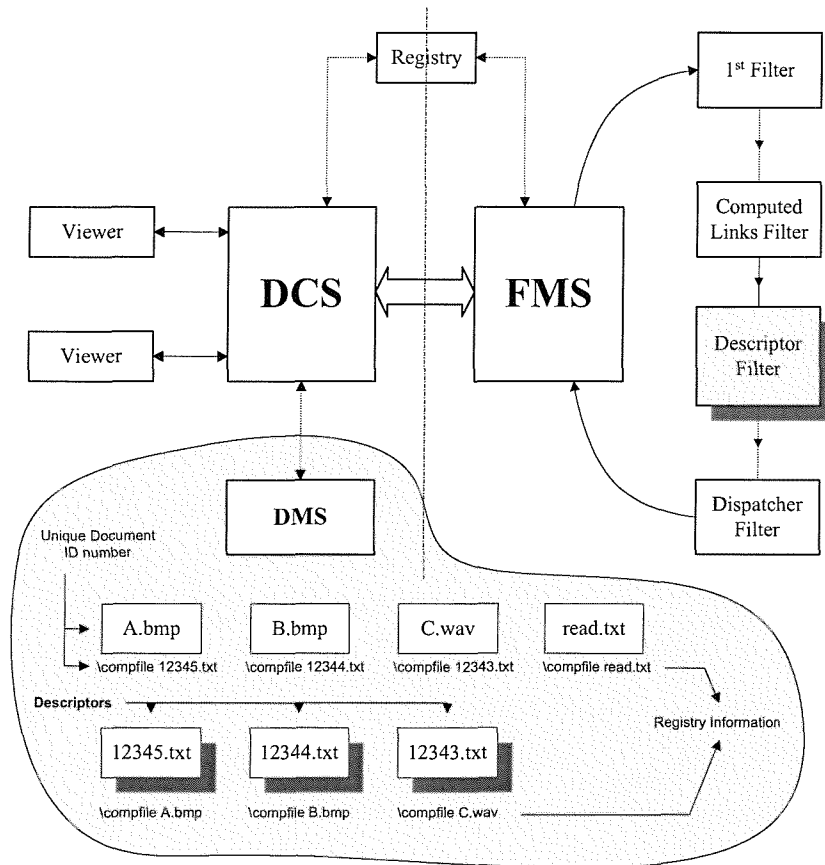 Registry
1st Filter
Computed
Links Filter
Viewer
DCS
FMS
Viewer
Descriptor
Filter
DMS
Dispatcher
Filter
Unique Document
ID number
A.bmp
B.bmp
C.wav
read.txt
\compfile 12345.txt
\compfile 12344.txt
\compfile 12343.txt
\compfile read.txt
Descriptors
Registry Information
12345.txt
12344.txt
12343.txt
\compfile A.bmp
\compfile B.bmp
\compfile C.wav